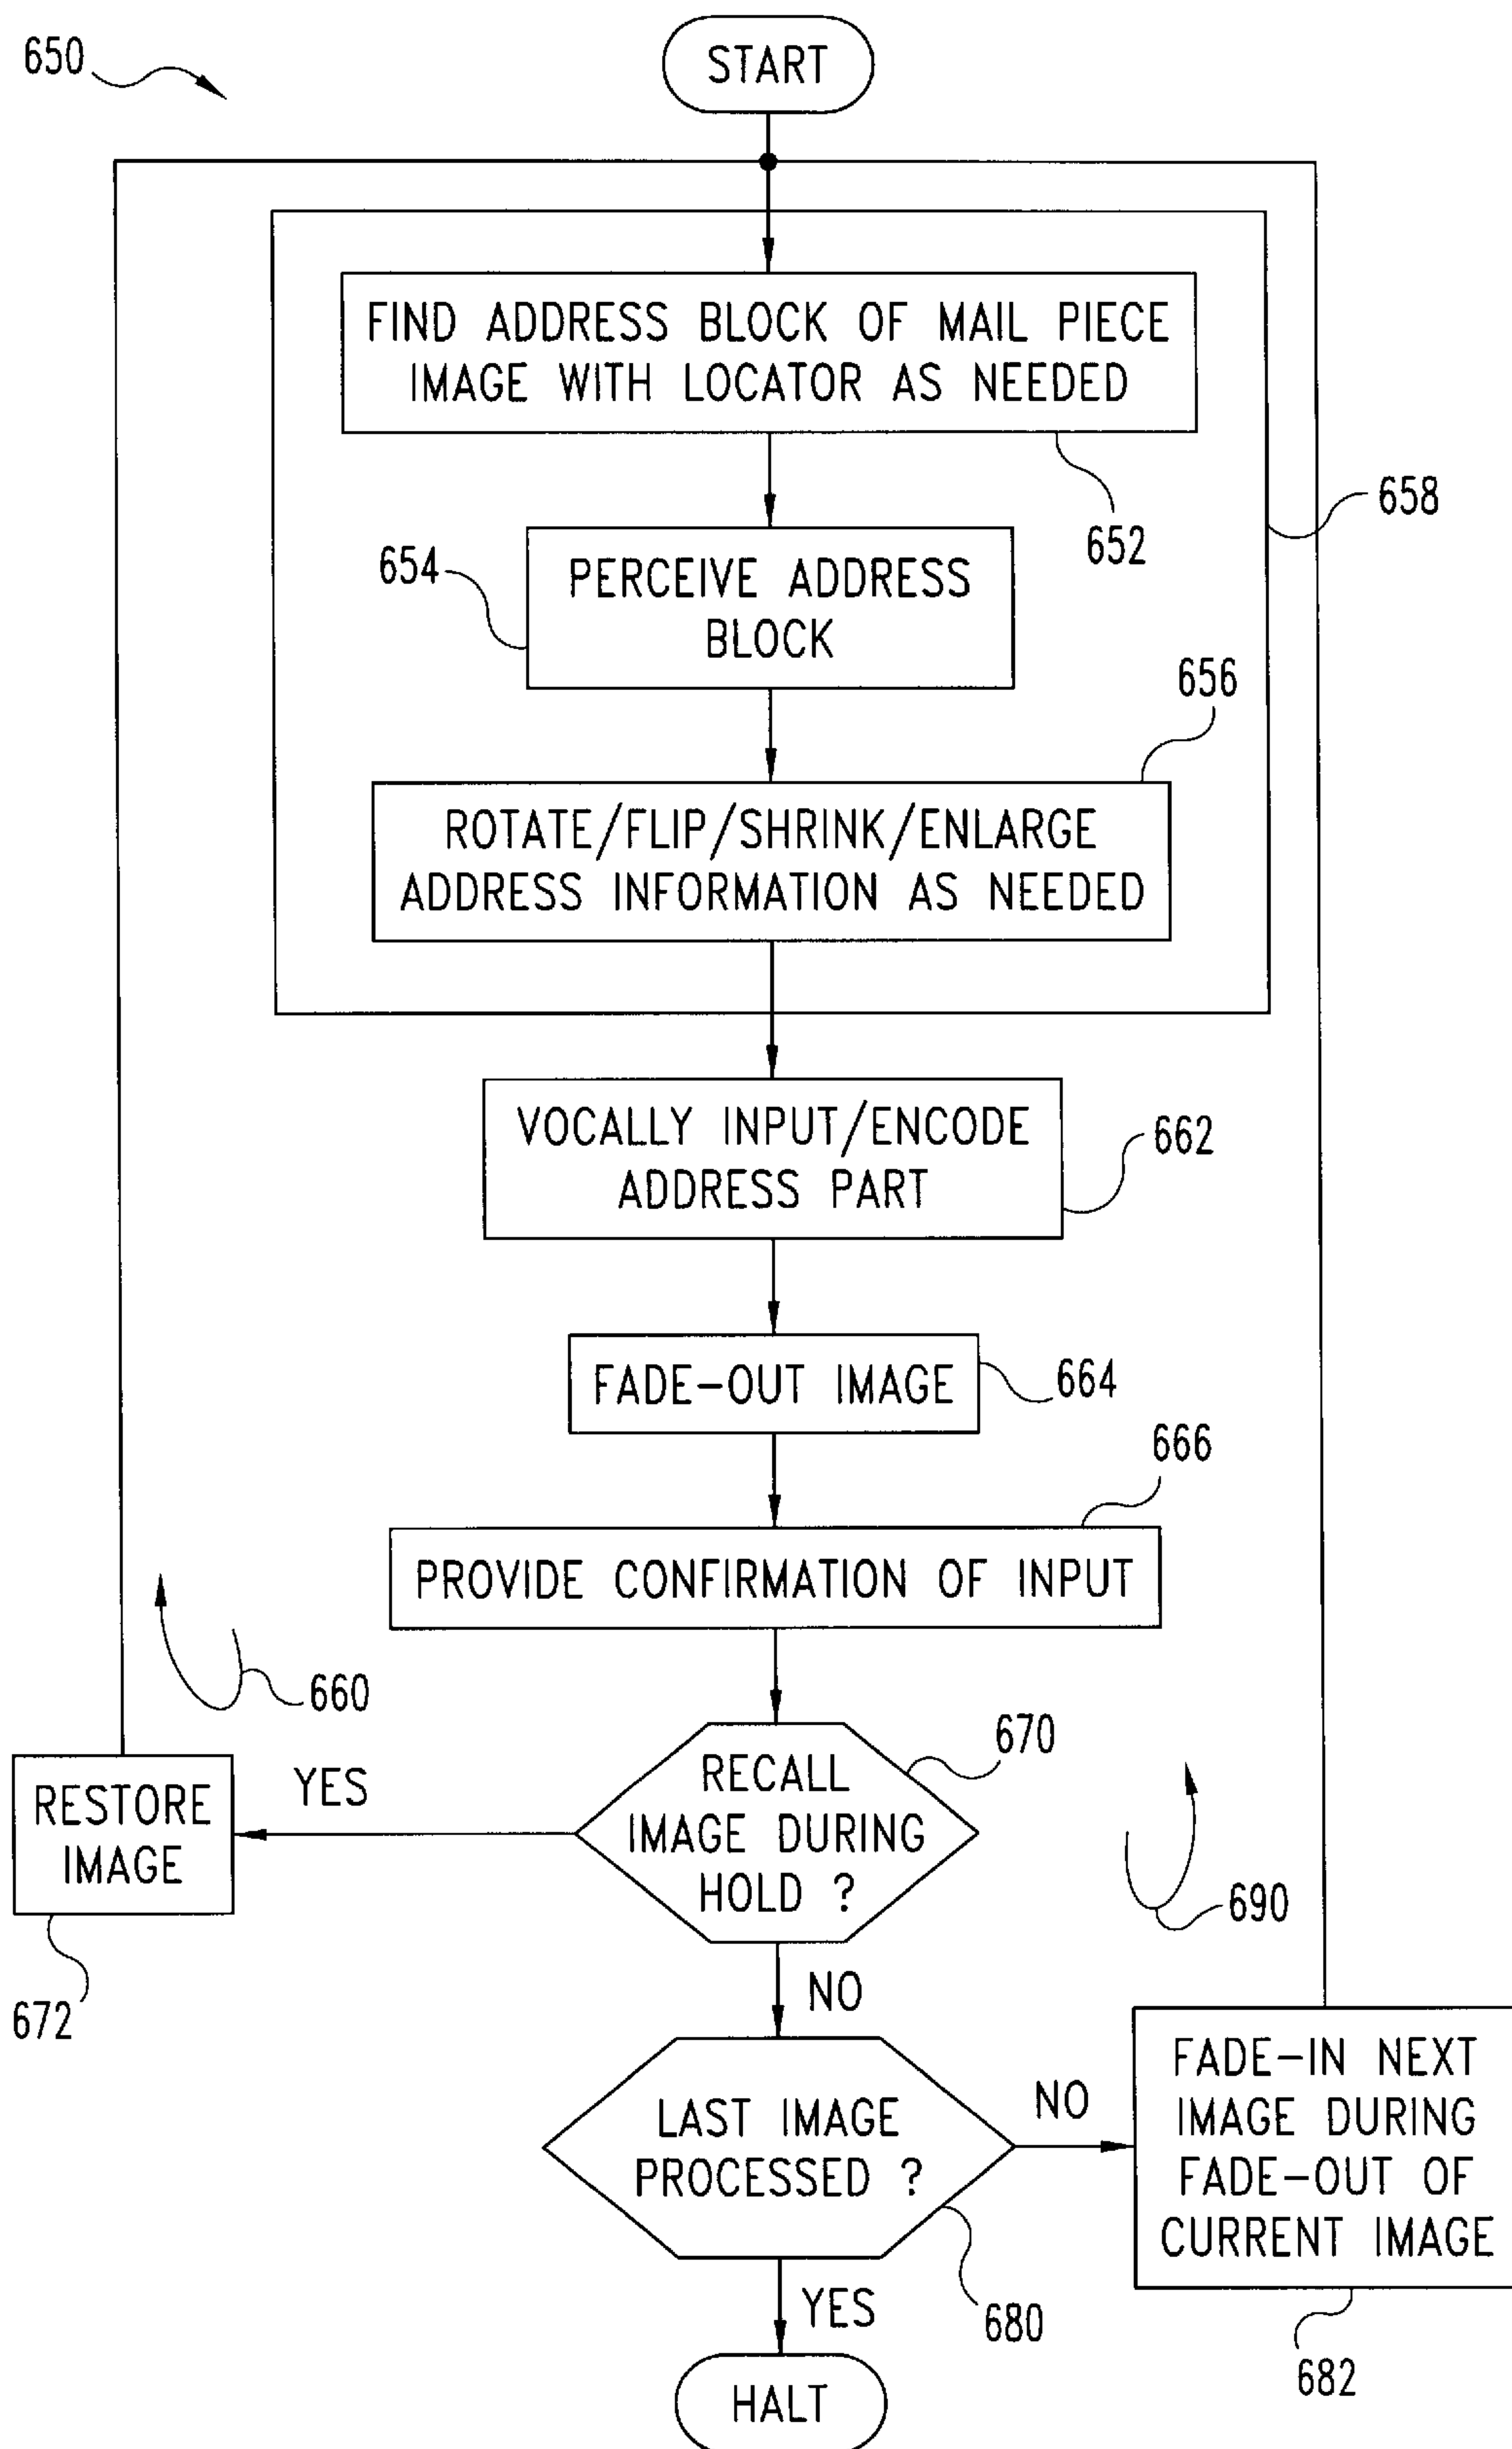 650
START
FIND ADDRESS BLOCK OF MAIL PIECE
IMAGE WITH LOCATOR AS NEEDED
652
658
654
PERCEIVE ADDRESS
BLOCK
656
ROTATE/FLIP/SHRINK/ENLARGE
ADDRESS INFORMATION AS NEEDED
VOCALLY INPUT/ENCODE
ADDRESS PART
662
FADE-OUT IMAGE
664
666
PROVIDE CONFIRMATION OF INPUT
660
670
RECALL
IMAGE DURING
HOLD ?
YES
RESTORE
IMAGE
672
690
NO
LAST IMAGE
PROCESSED ?
680
NO
FADE-IN NEXT
IMAGE DURING
FADE-OUT OF
CURRENT IMAGE
682
YES
HALT